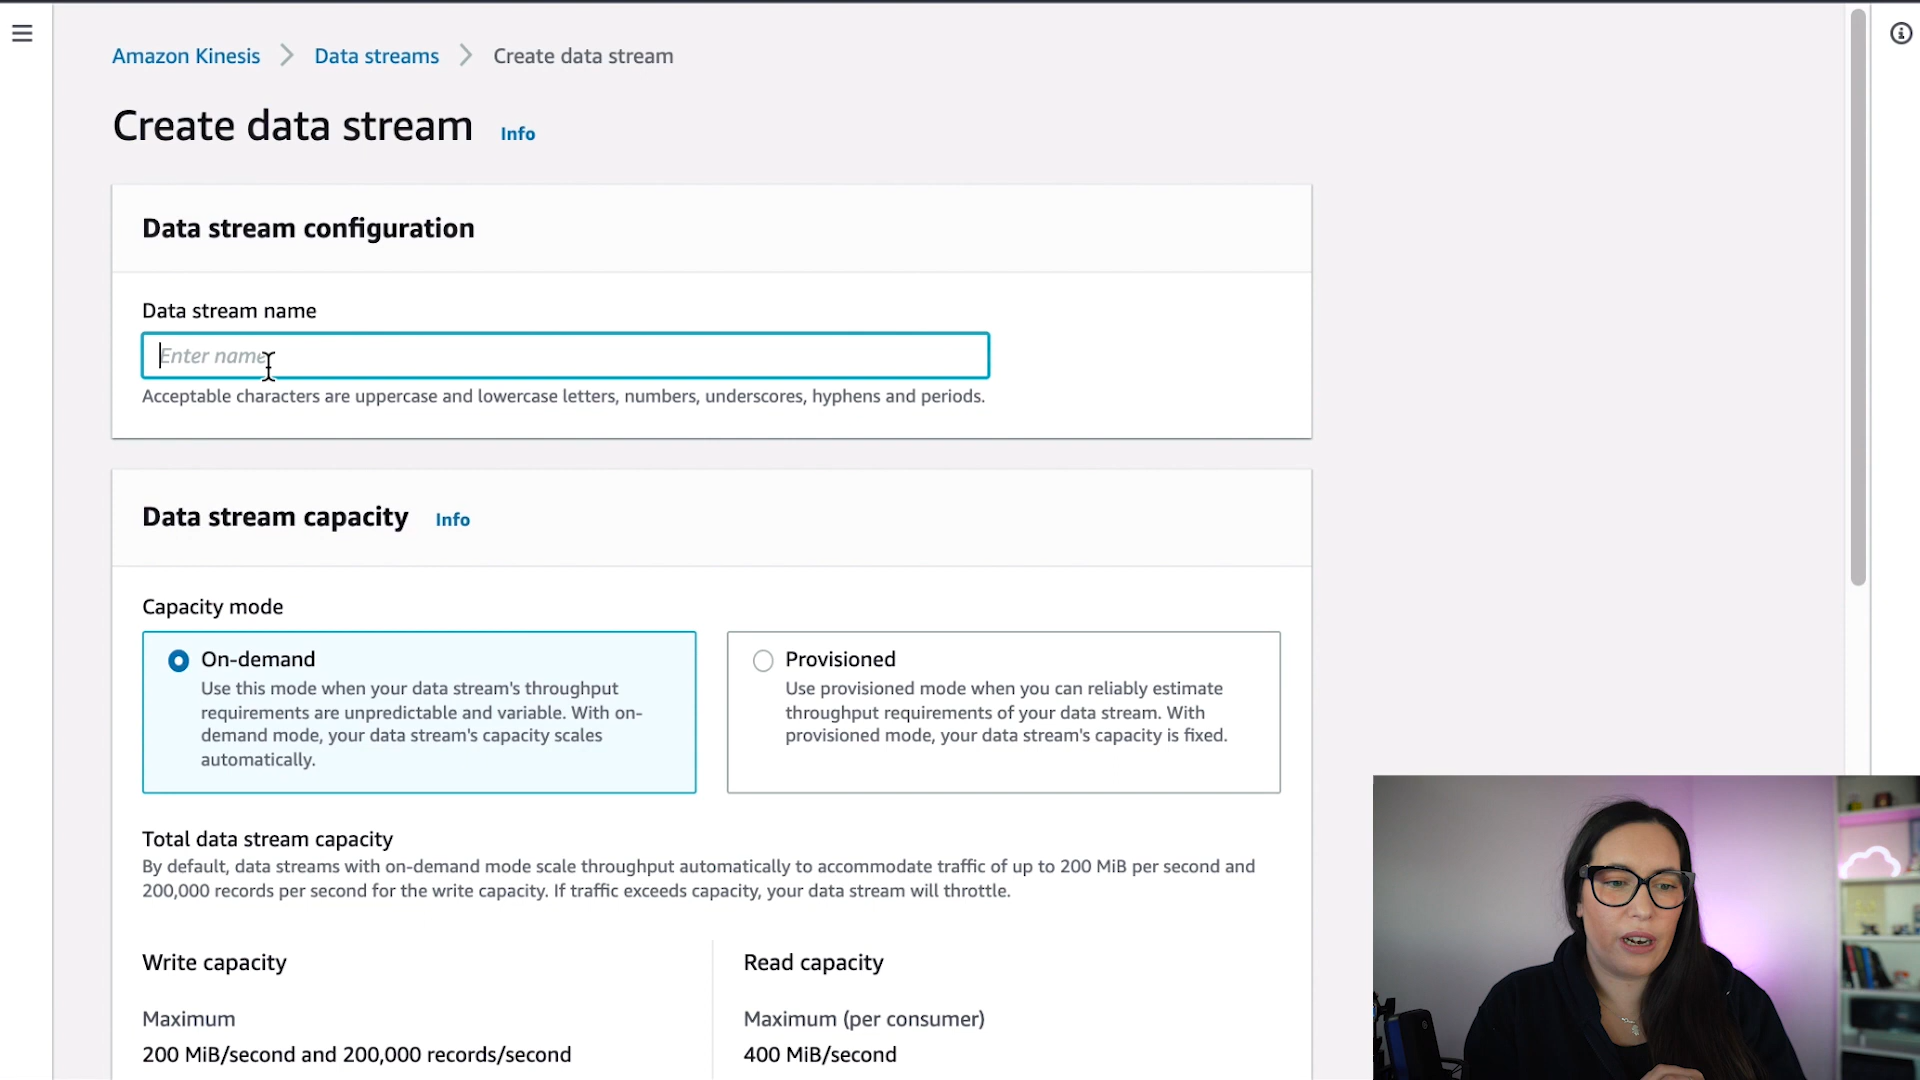 Amazon Kinesis > Data streams > Create data stream
Create data stream Info
Data stream configuration
Data stream name
Enter name
Acceptable characters are uppercase and lowercase letters, numbers, underscores, hyphens and periods.
Data stream capacity Info
Capacity mode
On-demand
Use this mode when your data stream's throughput
requirements are unpredictable and variable. With on-
demand mode, your data stream's capacity scales
automatically.
Provisioned
Use provisioned mode when you can reliably estimate
throughput requirements of your data stream. With
provisioned mode, your data stream's capacity is fixed.
Total data stream capacity
By default, data streams with on-demand mode scale throughput automatically to accommodate traffic of up to 200 MiB per second and
200,000 records per second for the write capacity. If traffic exceeds capacity, your data stream will throttle.
Write capacity
Maximum
200 MiB/second and 200,000 records/second
Read capacity
Maximum (per consumer)
400 MiB/second